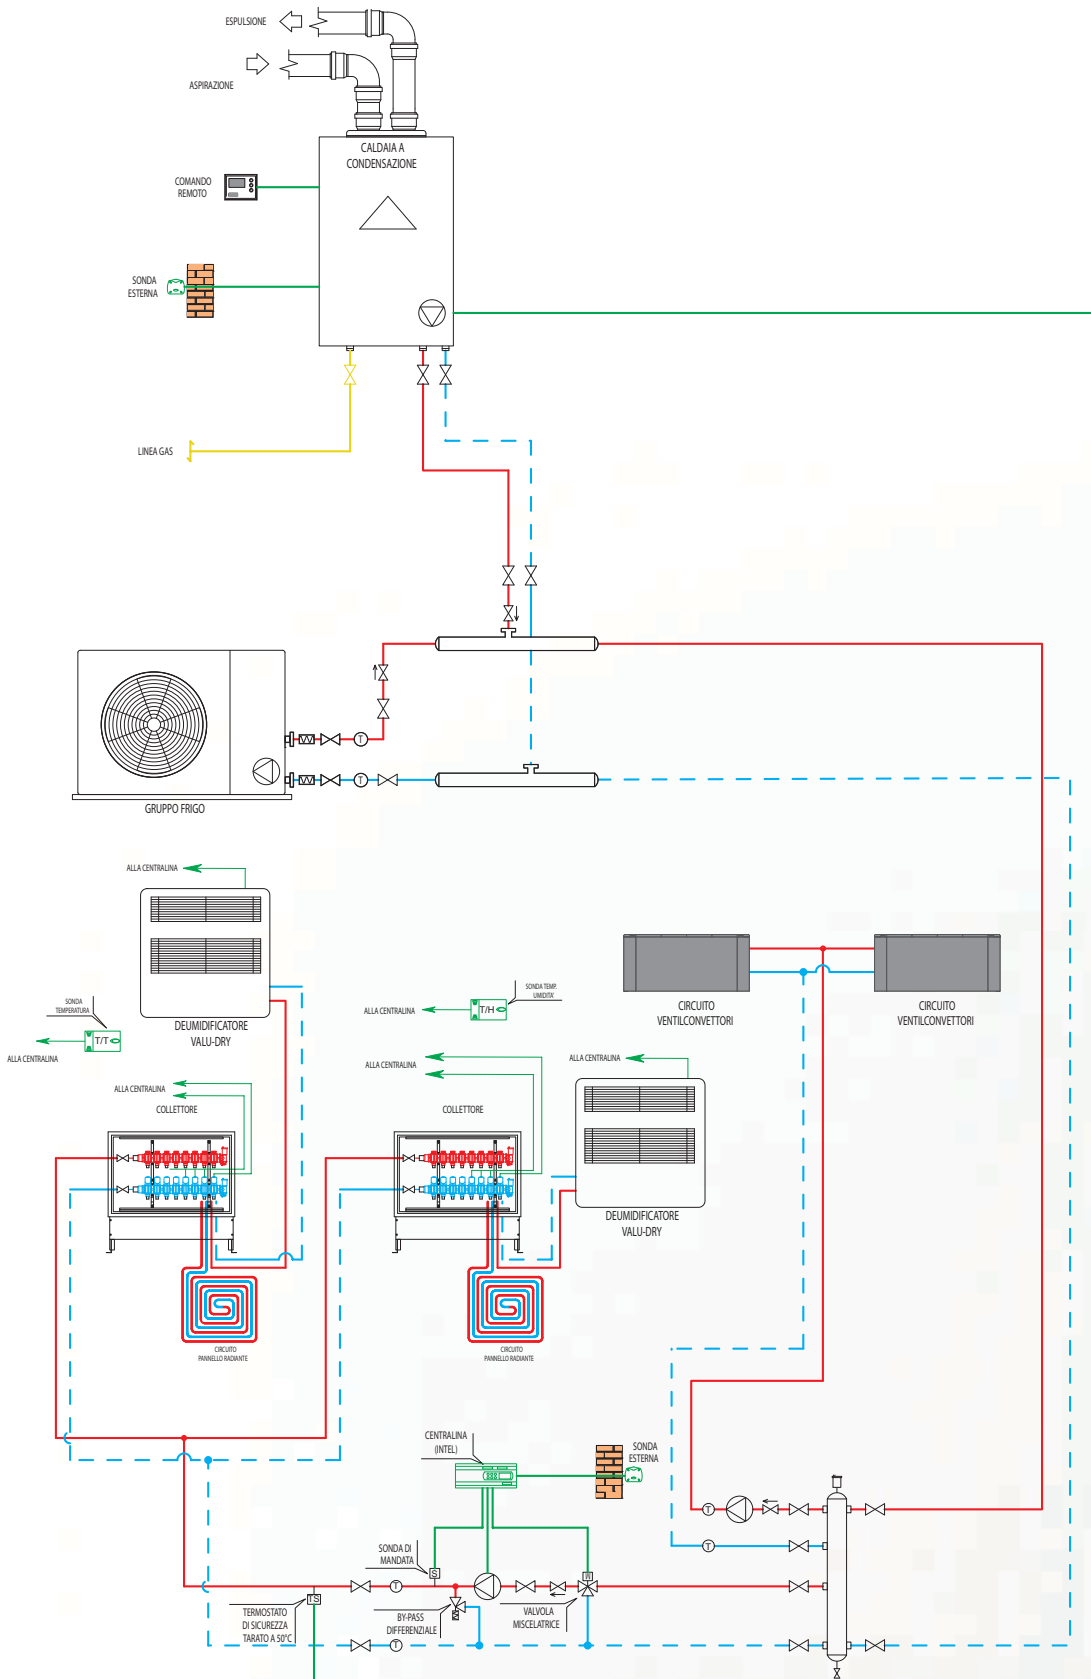 ESPULSIONE
ASPIRAZIONE
CALDAIA A
CONDENSAZIONE
COMANDO
REMOTO
SONDA
ESTERNA
LINEA GAS
T
T
GRUPPO FRIGO
ALLA CENTRALINA
SONDA
TEMPERATURA
T/T
ALLA CENTRALINA
DEUMIDIFICATORE
VALU-DRY
ALLA CENTRALINA
T/H
SONDA TEMP.
UMIDITA'
CIRCUITO
VENTILCONVETTORI
CIRCUITO
VENTILCONVETTORI
ALLA CENTRALINA
COLLETTORE
ALLA CENTRALINA
COLLETTORE
ALLA CENTRALINA
DEUMIDIFICATORE
VALU-DRY
CIRCUITO
PANNELLO RADIANTE
CIRCUITO
PANNELLO RADIANTE
CENTRALINA
(INTEL)
SONDA
ESTERNA
T
T
SONDA DI
MANDATA
S
M
T
TS
TERMOSTATO
DI SICUREZZA
TARATO A 50°C
BY-PASS
DIFFERENZIALE
VALVOLA
MISCELATRICE
T